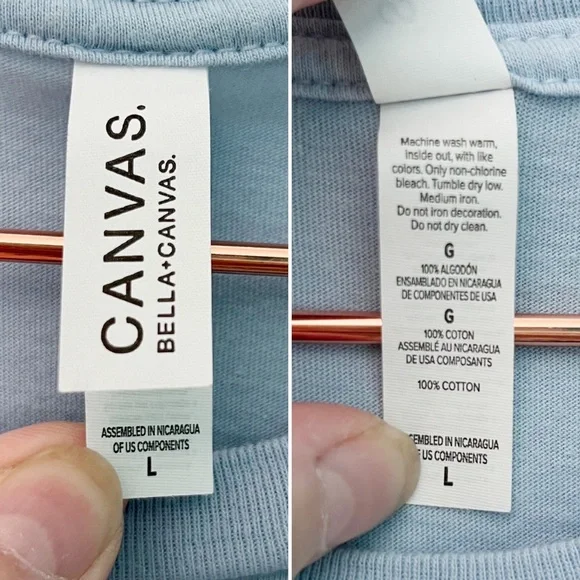 CANVAS.
BELLA+CANVAS.
ASSEMBLED IN NICARAGUA
OF US COMPONENTS
L
Machine wash warm,
inside out, with like
colors. Only non-chlorine
bleach. Tumble dry low.
Medium iron.
Do not iron decoration.
Do not dry clean.
G
100% ALGODÓN
ENSAMBLADO EN NICARAGUA
DE COMPONENTES DE USA
G
100% COTON
ASSEMBLÉ AU NICARAGUA
DE USA COMPOSANTS
100% COTTON
EMBLED IN NICARAGUA
US COMPONENTS
L